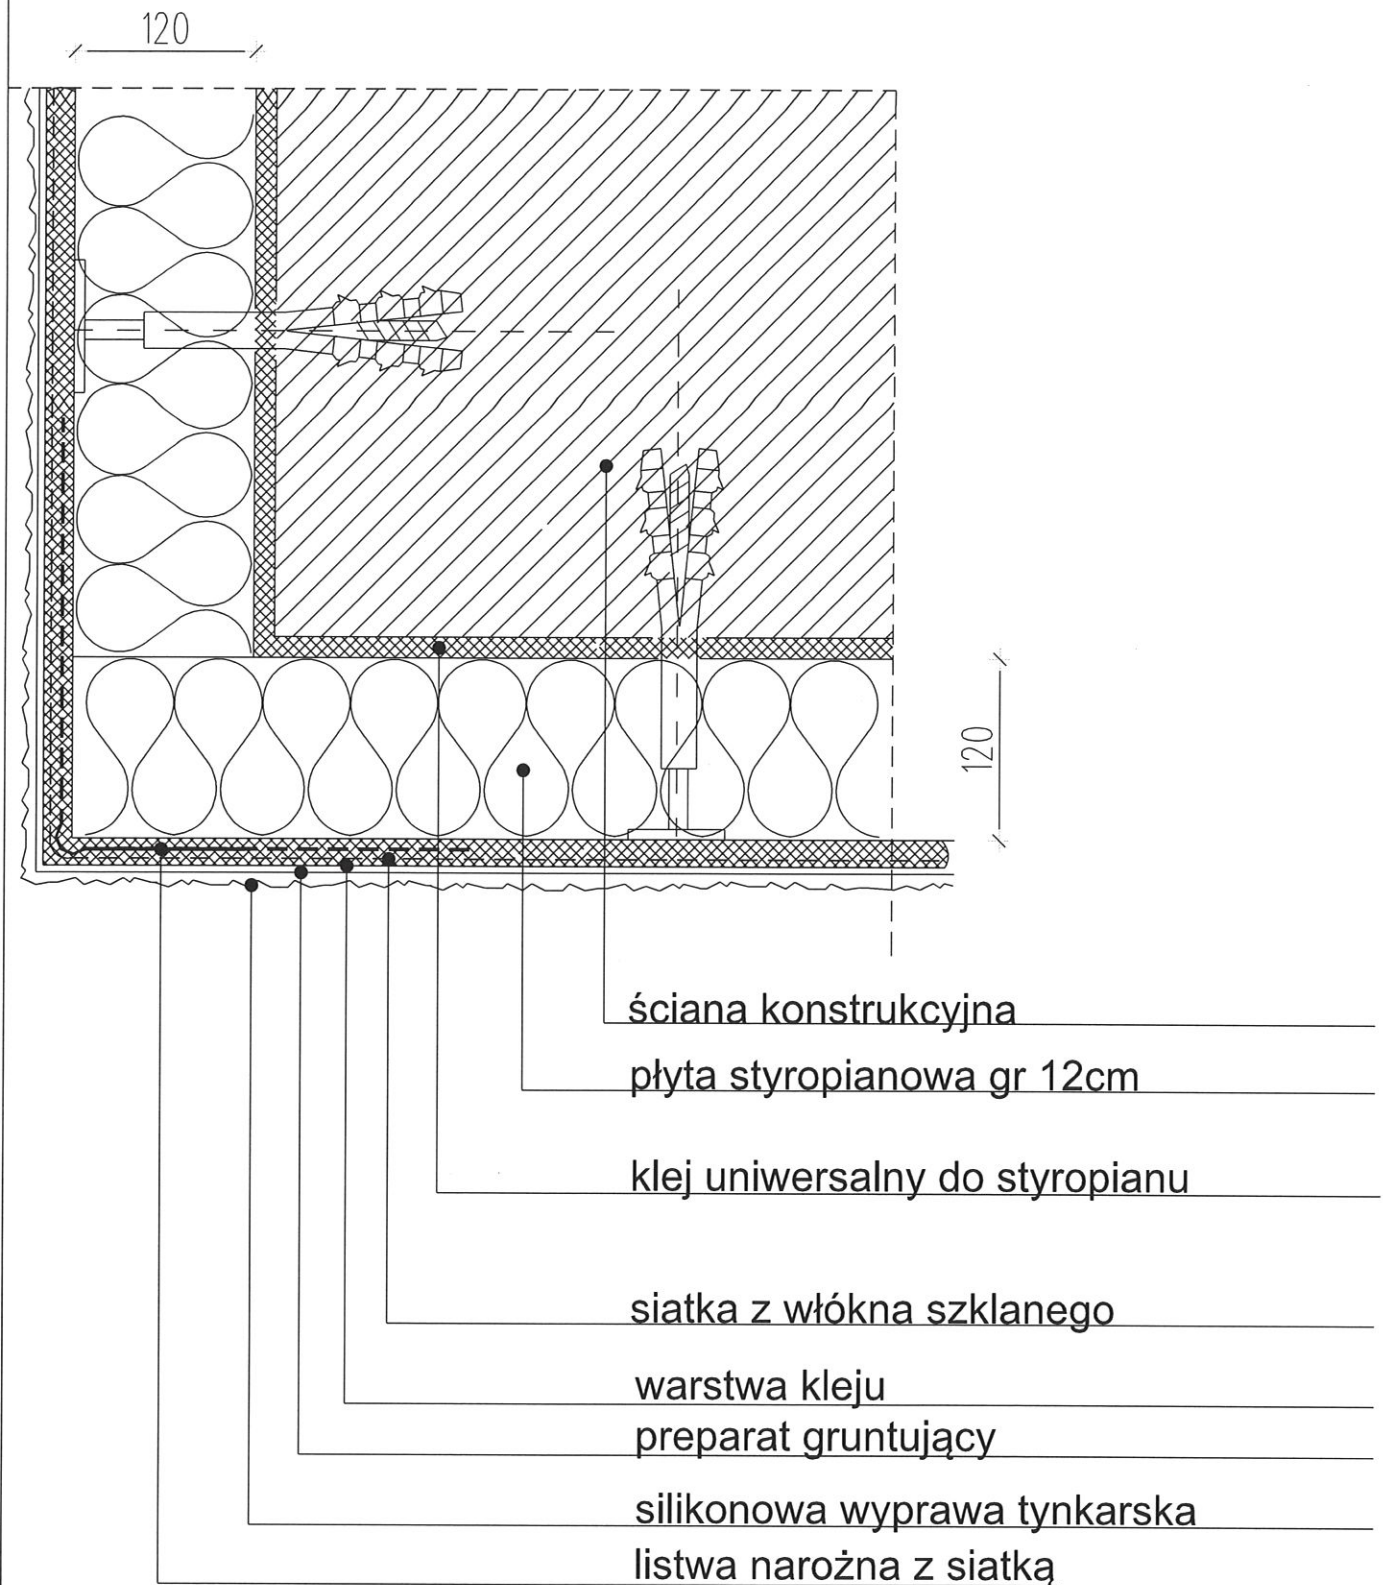 120
120
ściana konstrukcyjna
płyta styropianowa gr 12cm
klej uniwersalny do styropianu
siatka z włókna szklanego
warstwa kleju
preparat gruntujący
silikonowa wyprawa tynkarska
listwa narożna z siatką